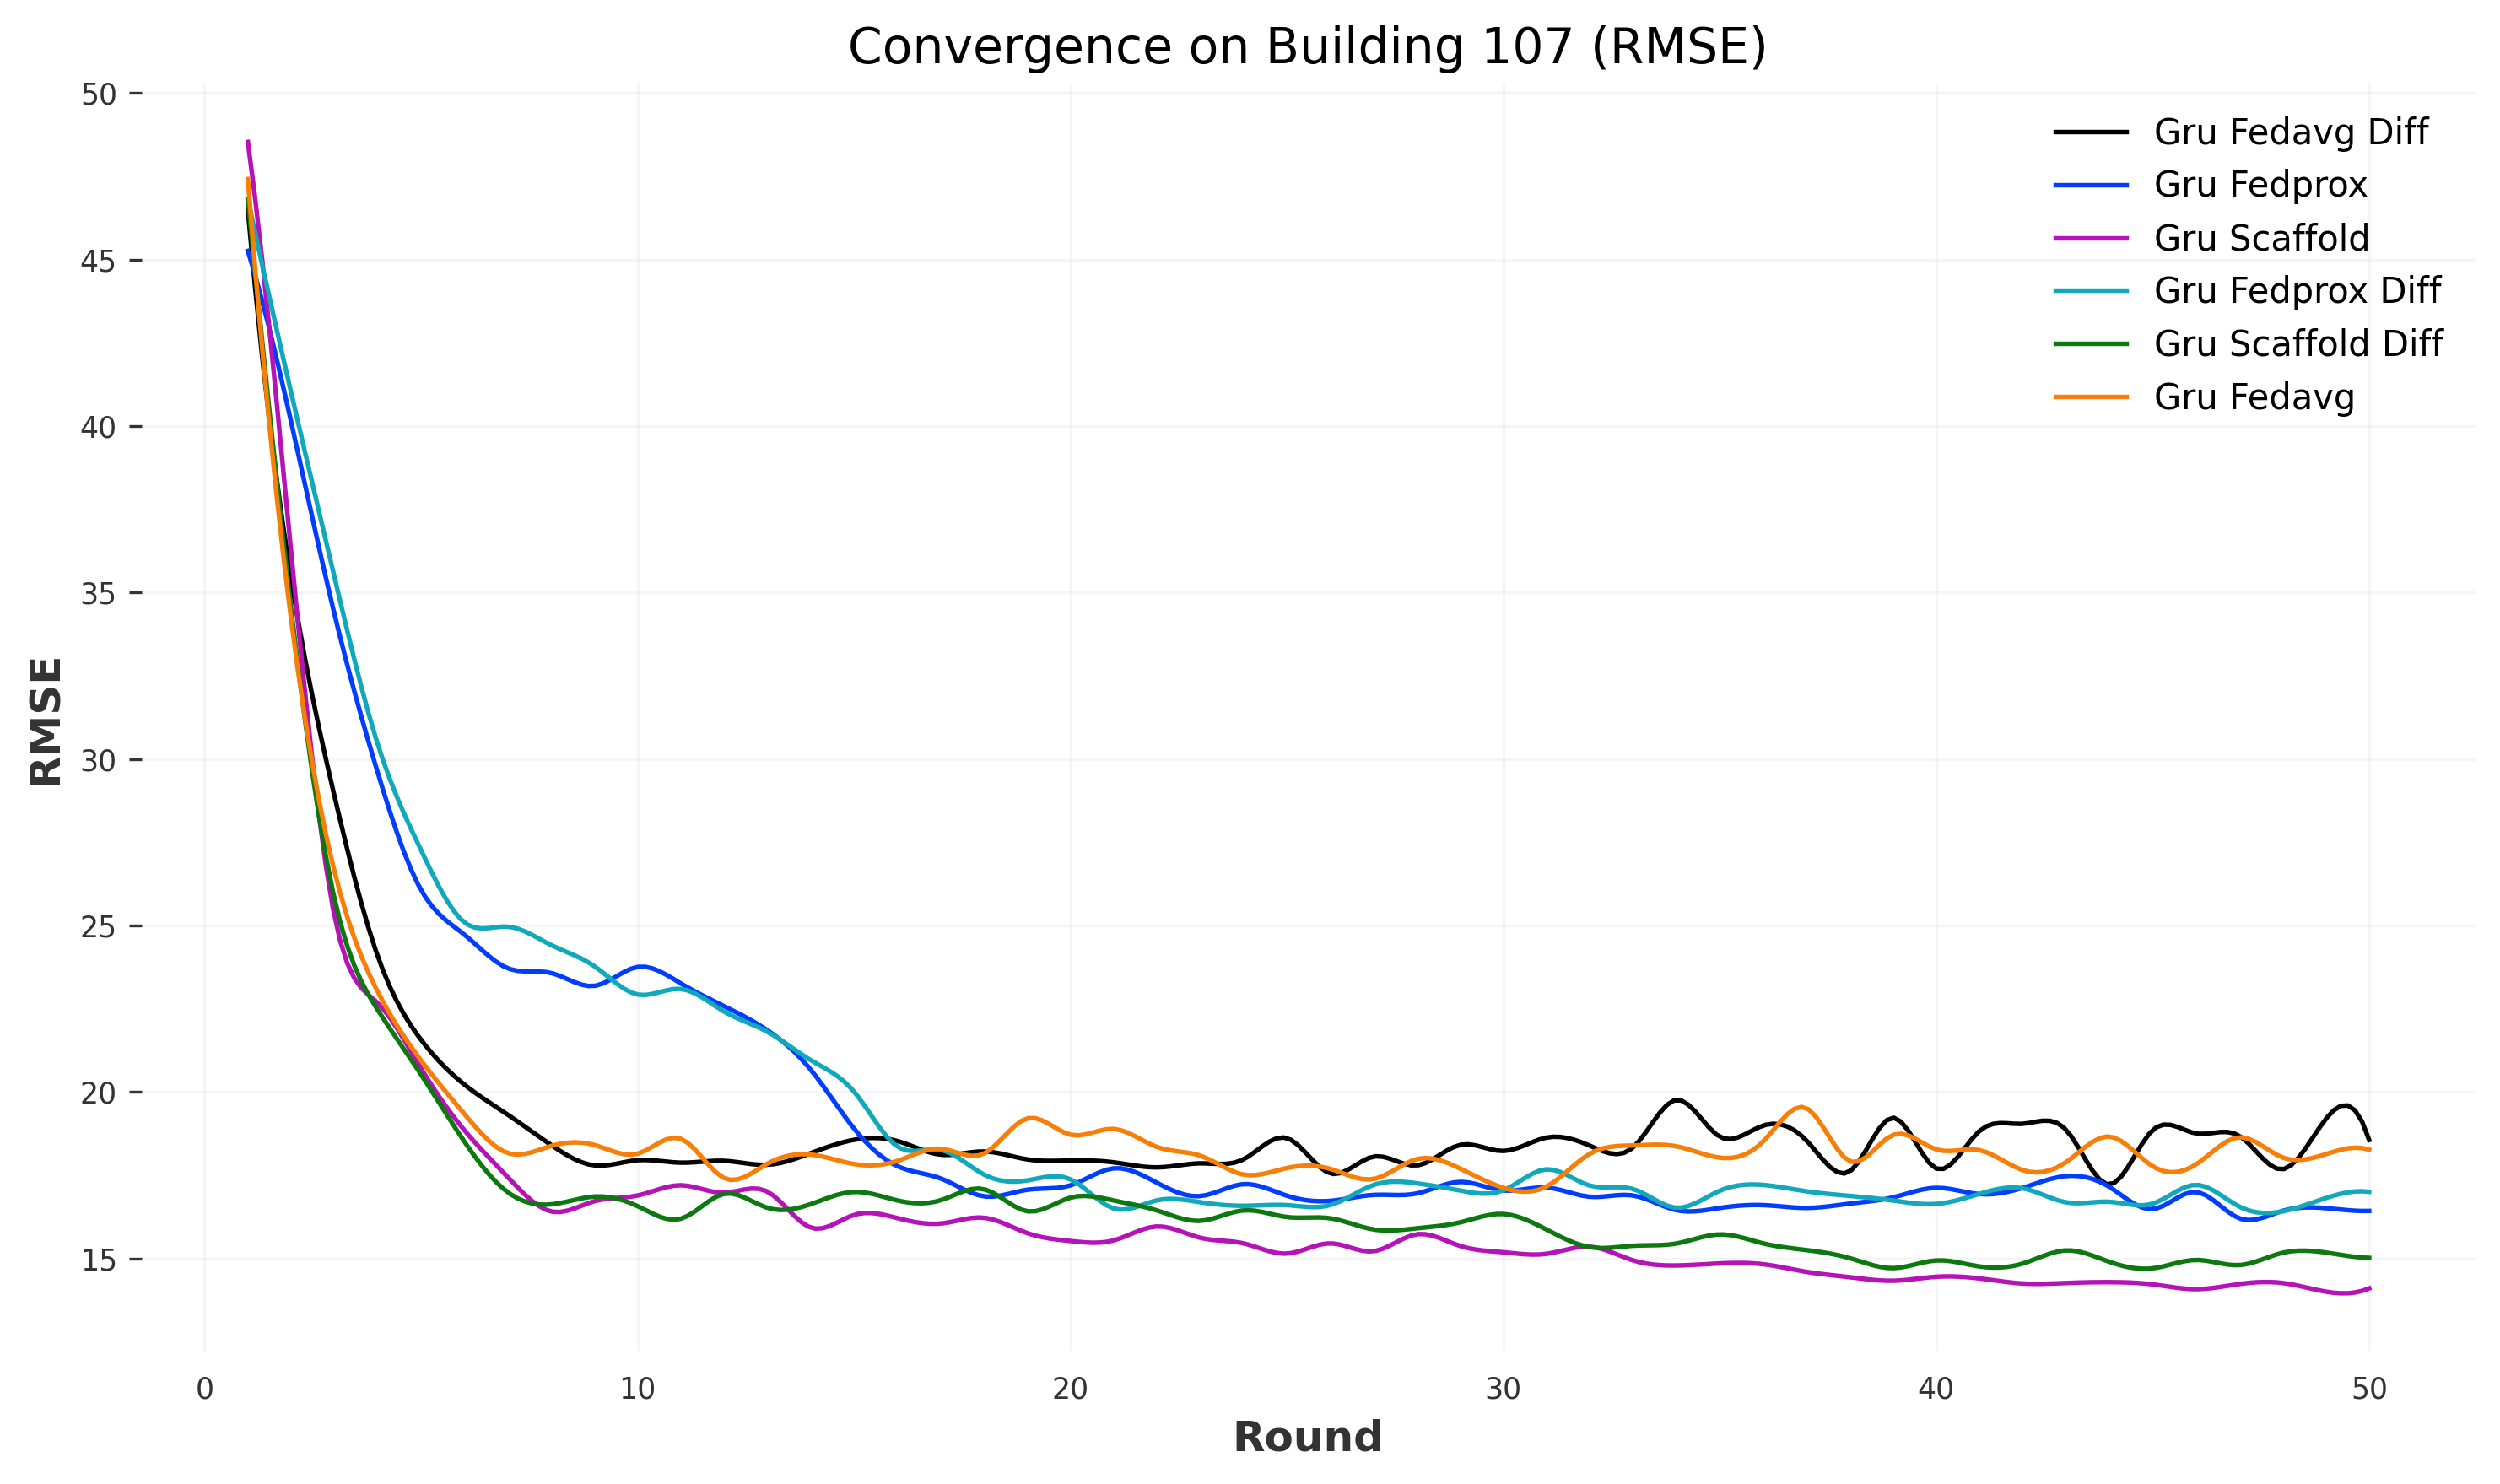 Convergence on Building 107 (RMSE)
50
45
40
35
30
25
20
15
RMSE
Gru Fedavg Diff
Gru Fedprox
Gru Scaffold
Gru Fedprox Diff
Gru Scaffold Diff
Gru Fedavg
0 10 20 30 40 50
Round